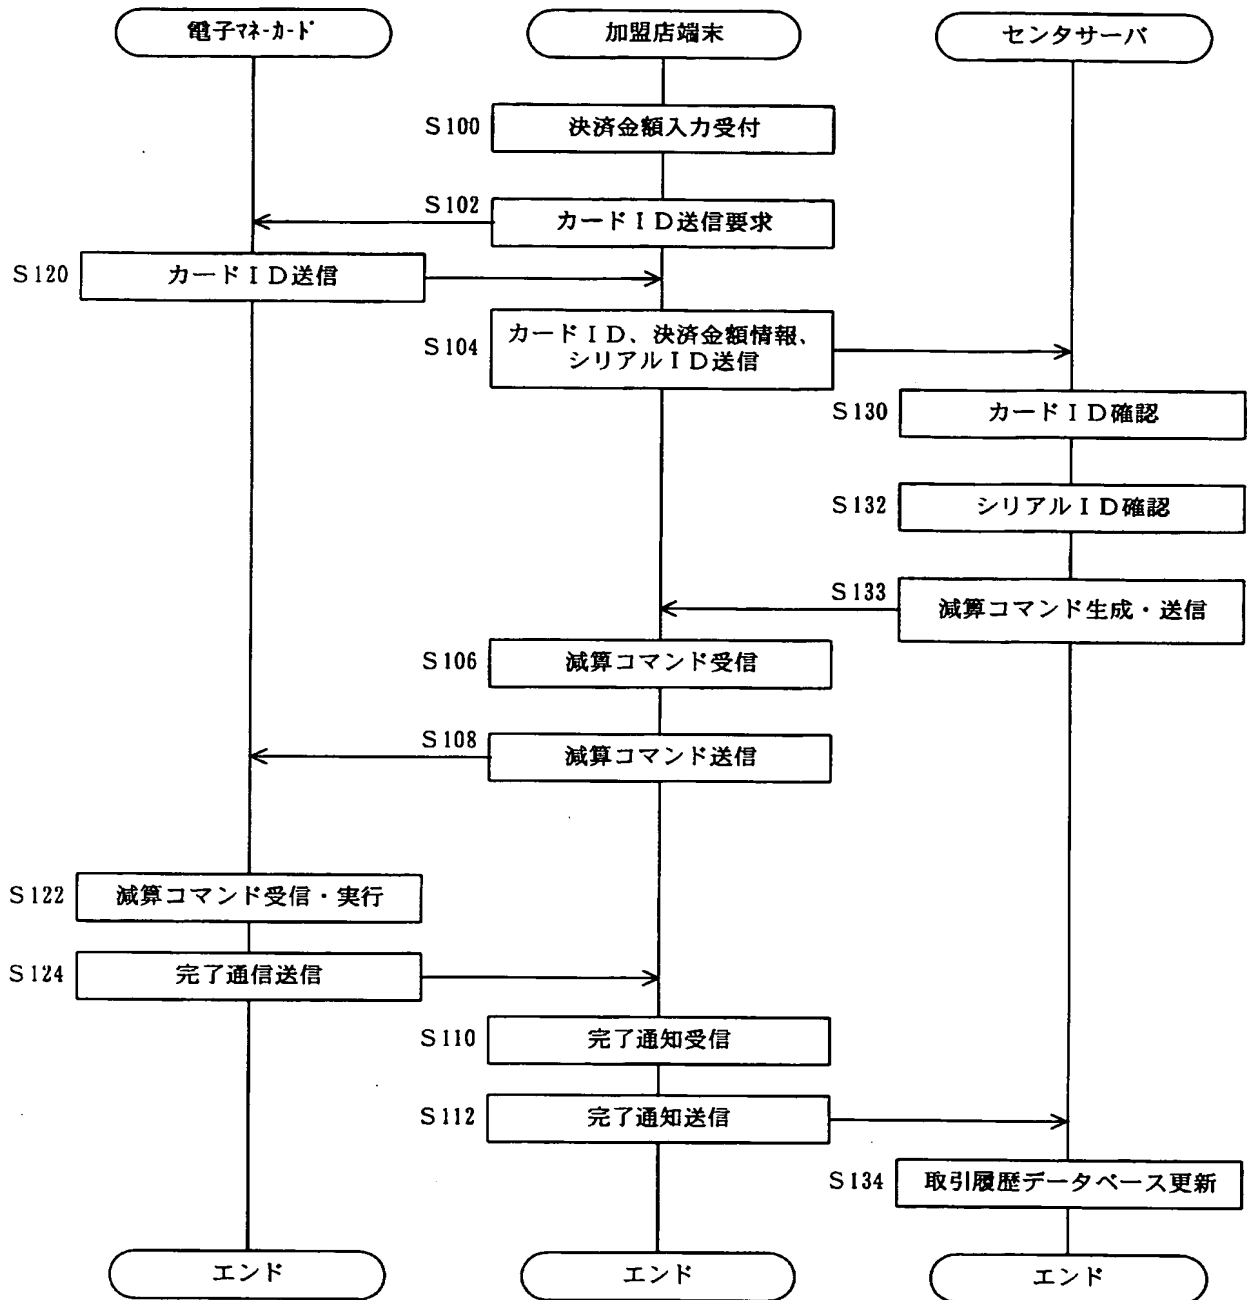 電子ﾏﾈｰｶｰﾄﾞ
加盟店端末
センタサーバ
S100
決済金額入力受付
S102
カードID送信要求
S120
カードID送信
S104
カードID、決済金額情報、
シリアルID送信
S130
カードID確認
S132
シリアルID確認
S133
減算コマンド生成・送信
S106
減算コマンド受信
S108
減算コマンド送信
S122
減算コマンド受信・実行
S124
完了通信送信
S110
完了通知受信
S112
完了通知送信
S134
取引履歴データベース更新
エンド
エンド
エンド